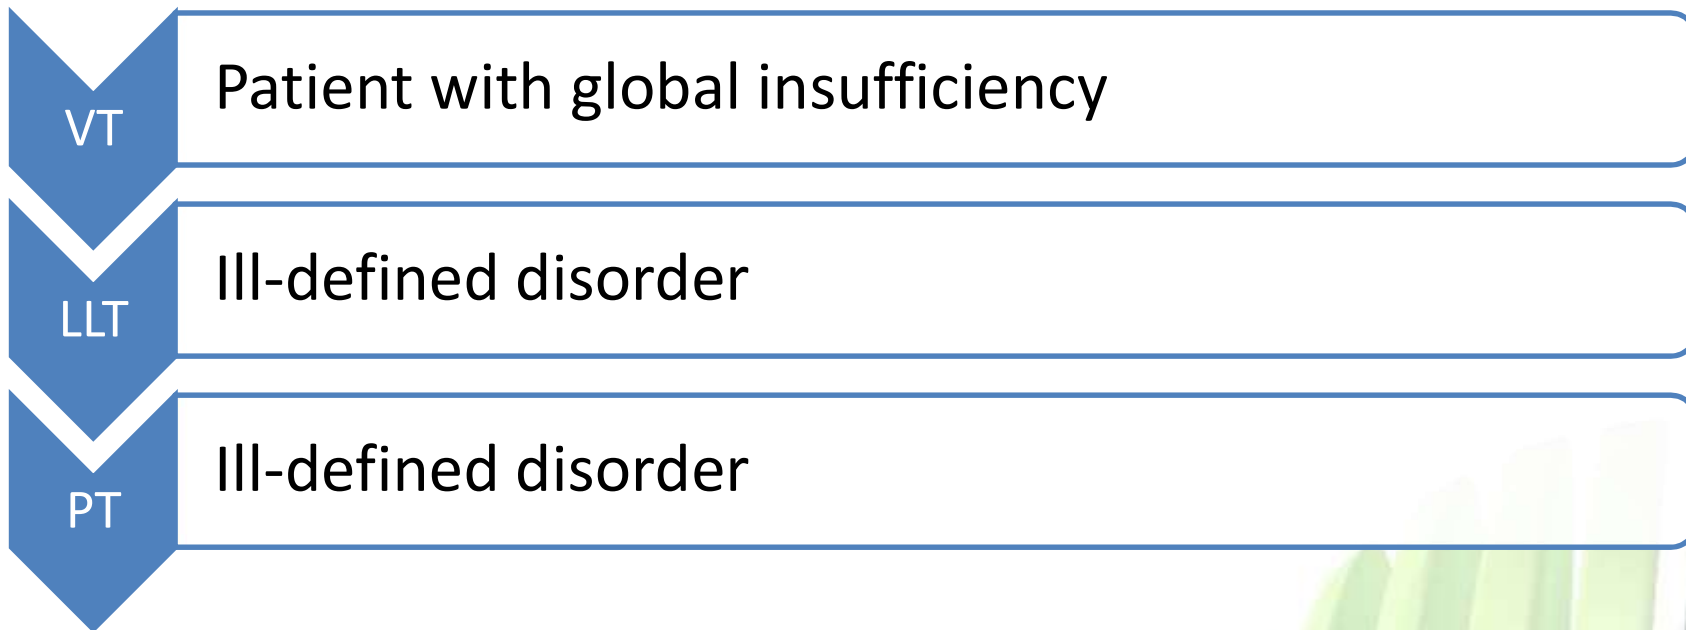 VT
Patient with global insufficiency
LLT
Ill-defined disorder
PT
Ill-defined disorder